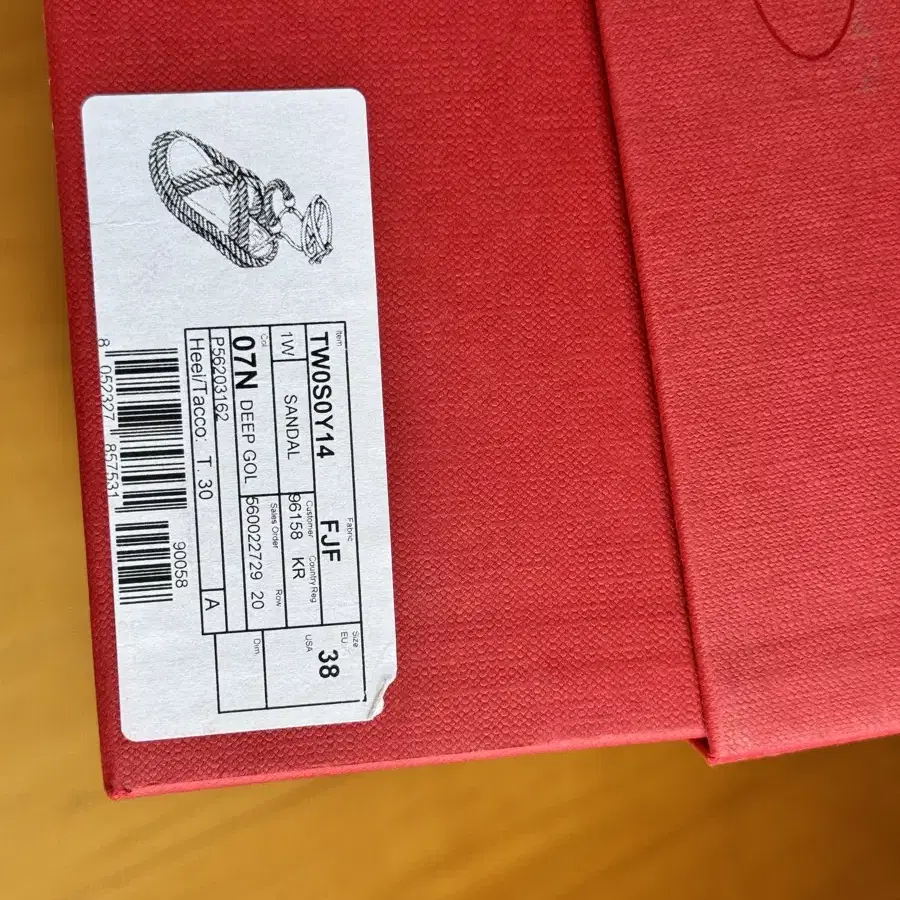 Item
TW0S0Y14
Fabric
FJF
Size
EU
38
1W
SANDAL
Customer
96158
Country Reg
KR
USA
Col
07N DEEP GOL
Sales Order
560022729
Row
20
Dim.
P56203162
Heel/Tacco: T. 30
A
8 052327 857531
90058